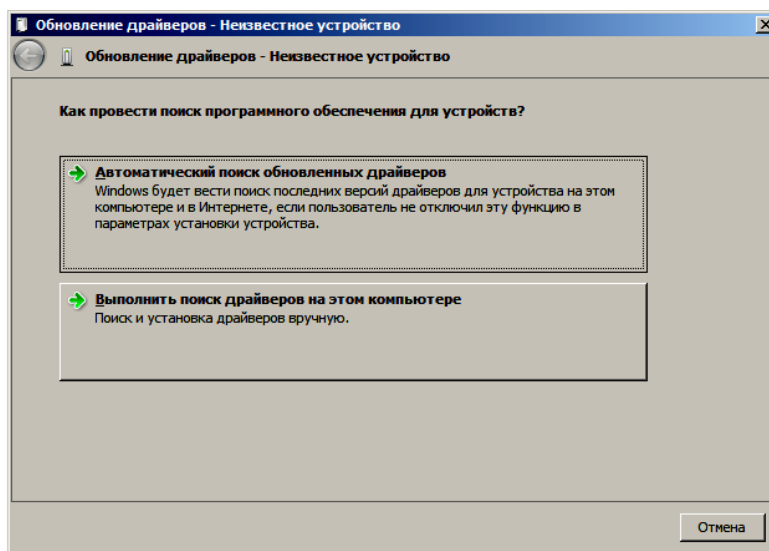 Обновление драйверов - Неизвестное устройство
Обновление драйверов - Неизвестное устройство
Как провести поиск программного обеспечения для устройств?
Автоматический поиск обновленных драйверов
Windows будет вести поиск последних версий драйверов для устройства на этом
компьютере и в Интернете, если пользователь не отключил эту функцию в
параметрах установки устройства.
Выполнить поиск драйверов на этом компьютере
Поиск и установка драйверов вручную.
Отмена